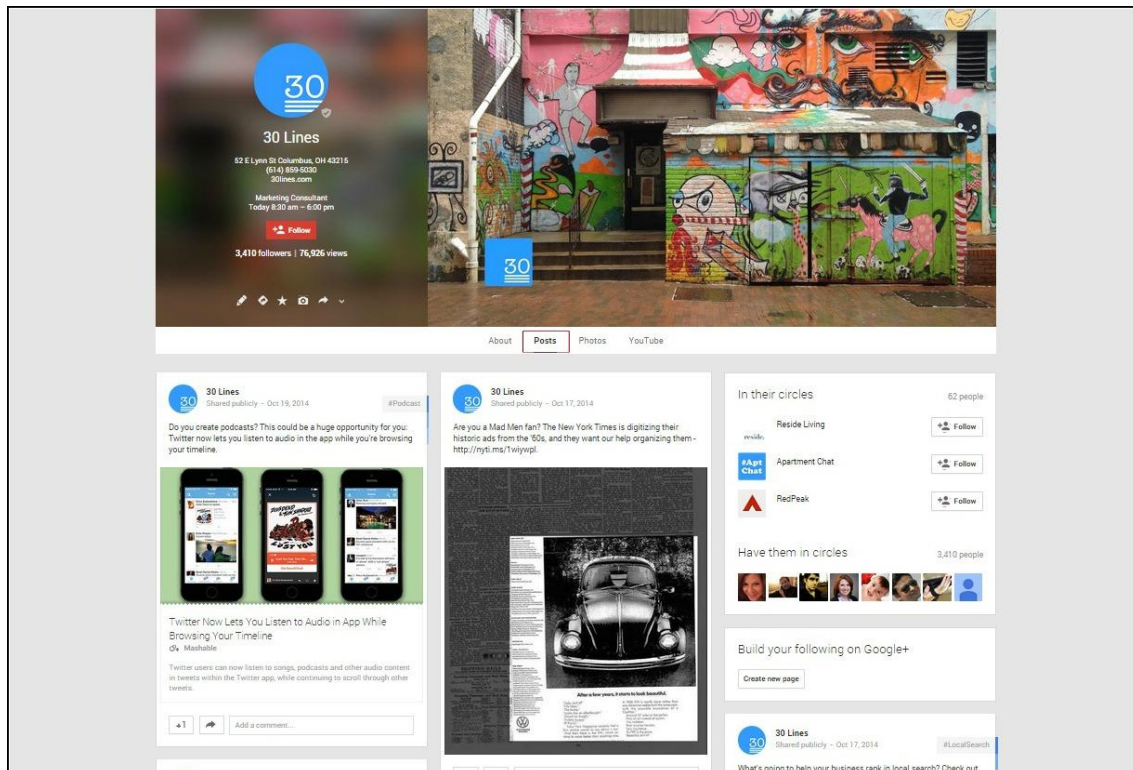 30
30 Lines
52 E Lynn St Columbus, OH 43215
(614) 859-5030
30lines.com
Marketing Consultant
Today 8:30 am – 6:00 pm
Follow
3,410 followers | 76,926 views
30
About Posts Photos YouTube
30
30 Lines
Shared publicly - Oct 19, 2014
#Podcast
Do you create podcasts? This could be a huge opportunity for you:
Twitter now lets you listen to audio in the app while you're browsing
your timeline.
Twitter Now Lets You Listen to Audio in App While
Browsing Your Timeline
Mashable
Twitter users can now listen to songs, podcasts and other audio content
in tweets within the Twitter app, while continuing to scroll through other
tweets.
+1
Add a comment...
30
30 Lines
Shared publicly - Oct 17, 2014
Are you a Mad Men fan? The New York Times is digitizing their
historic ads from the '60s, and they want our help organizing them -
http://nyti.ms/1wiywpl.
After a few years, it starts to look beautiful.
In their circles
62 people
reside.
Reside Living
Follow
#Apt
Chat
Apartment Chat
Follow
RedPeak
Follow
Have them in circles
3,410 people
Build your following on Google+
Create new page
30
30 Lines
Shared publicly - Oct 17, 2014
#LocalSearch
What's going to help your business rank in local search? Check out